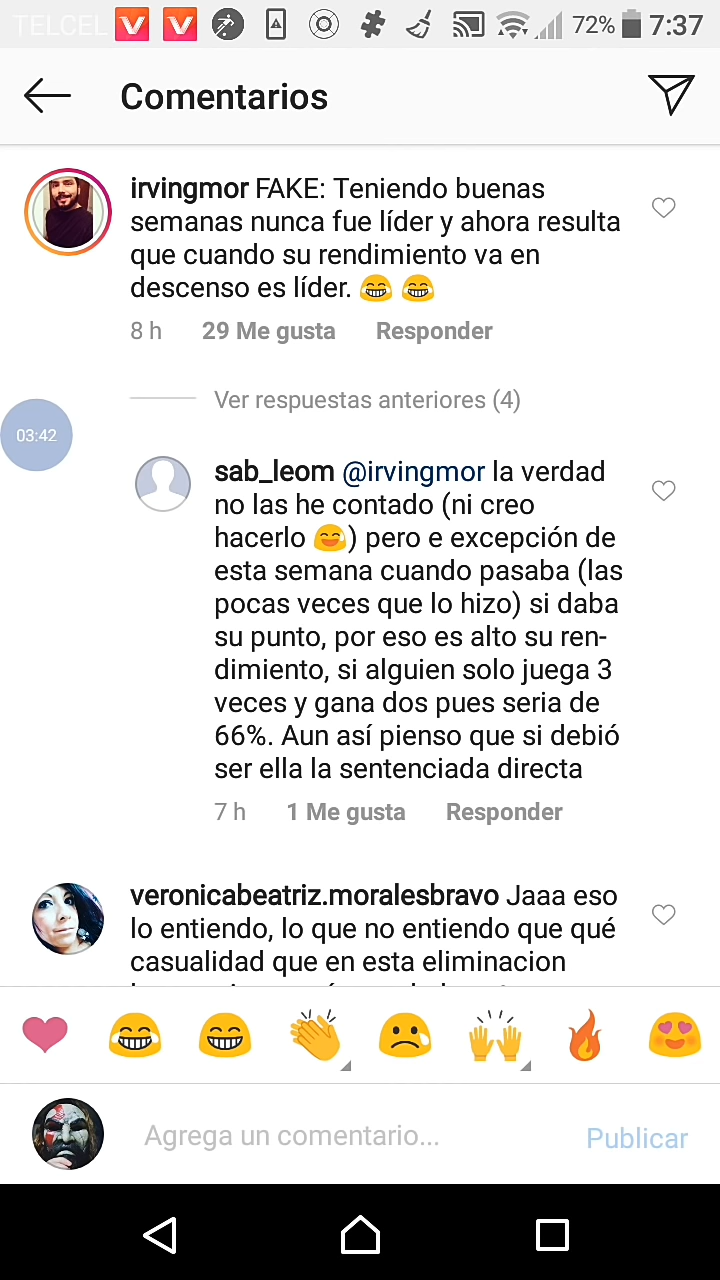 TELCEL 72% 7:37
Comentarios
irvingmor FAKE: Teniendo buenas
semanas nunca fue líder y ahora resulta
que cuando su rendimiento va en
descenso es líder. 😂 😂
8 h 29 Me gusta Responder
Ver respuestas anteriores (4)
03:42
sab_leom @irvingmor la verdad
no las he contado (ni creo
hacerlo 😅) pero e excepción de
esta semana cuando pasaba (las
pocas veces que lo hizo) si daba
su punto, por eso es alto su ren-
dimiento, si alguien solo juega 3
veces y gana dos pues seria de
66%. Aun así pienso que si debió
ser ella la sentenciada directa
7 h 1 Me gusta Responder
veronicabeatriz.moralesbravo Jaaa eso
lo entiendo, lo que no entiendo que qué
casualidad que en esta eliminacion
Agrega un comentario... Publicar